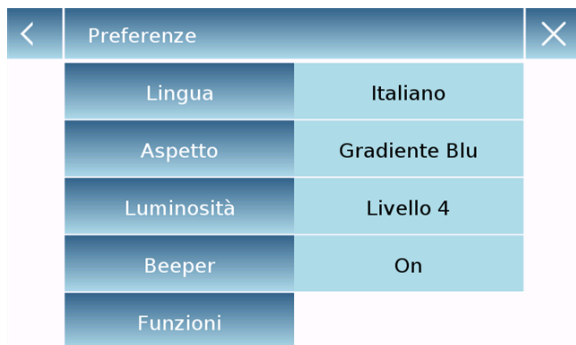 Preferenze
Lingua Italiano
Aspetto Gradiente Blu
Luminosità Livello 4
Beeper On
Funzioni